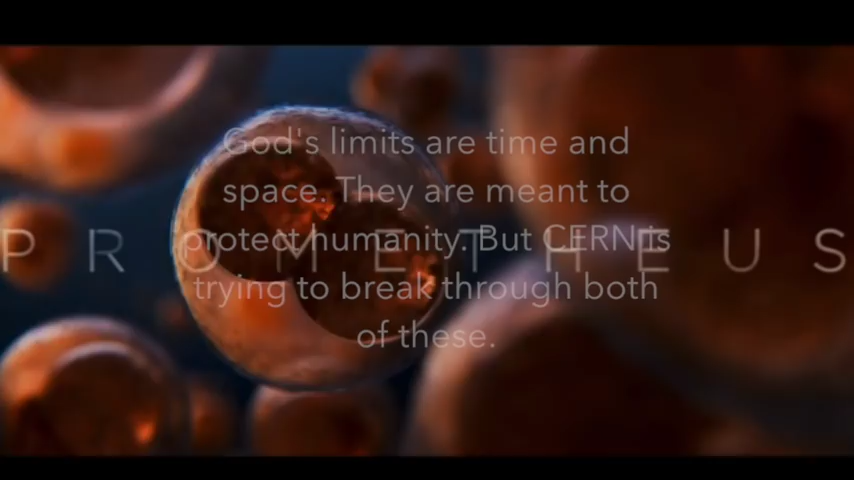 God's limits are time and
space. They are meant to
protect humanity. But CERN is
PROMETHEUS
trying to break through both
of these.